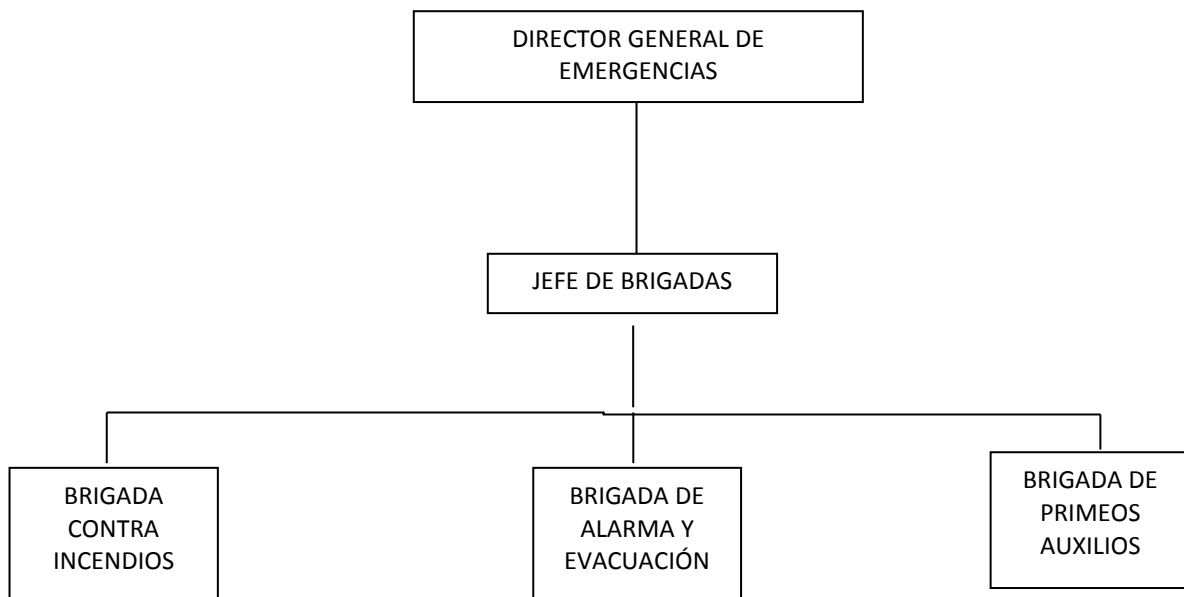 DIRECTOR GENERAL DE
EMERGENCIAS
JEFE DE BRIGADAS
BRIGADA
CONTRA
INCENDIOS
BRIGADA DE
ALARMA Y
EVACUACIÓN
BRIGADA DE
PRIMEOS
AUXILIOS